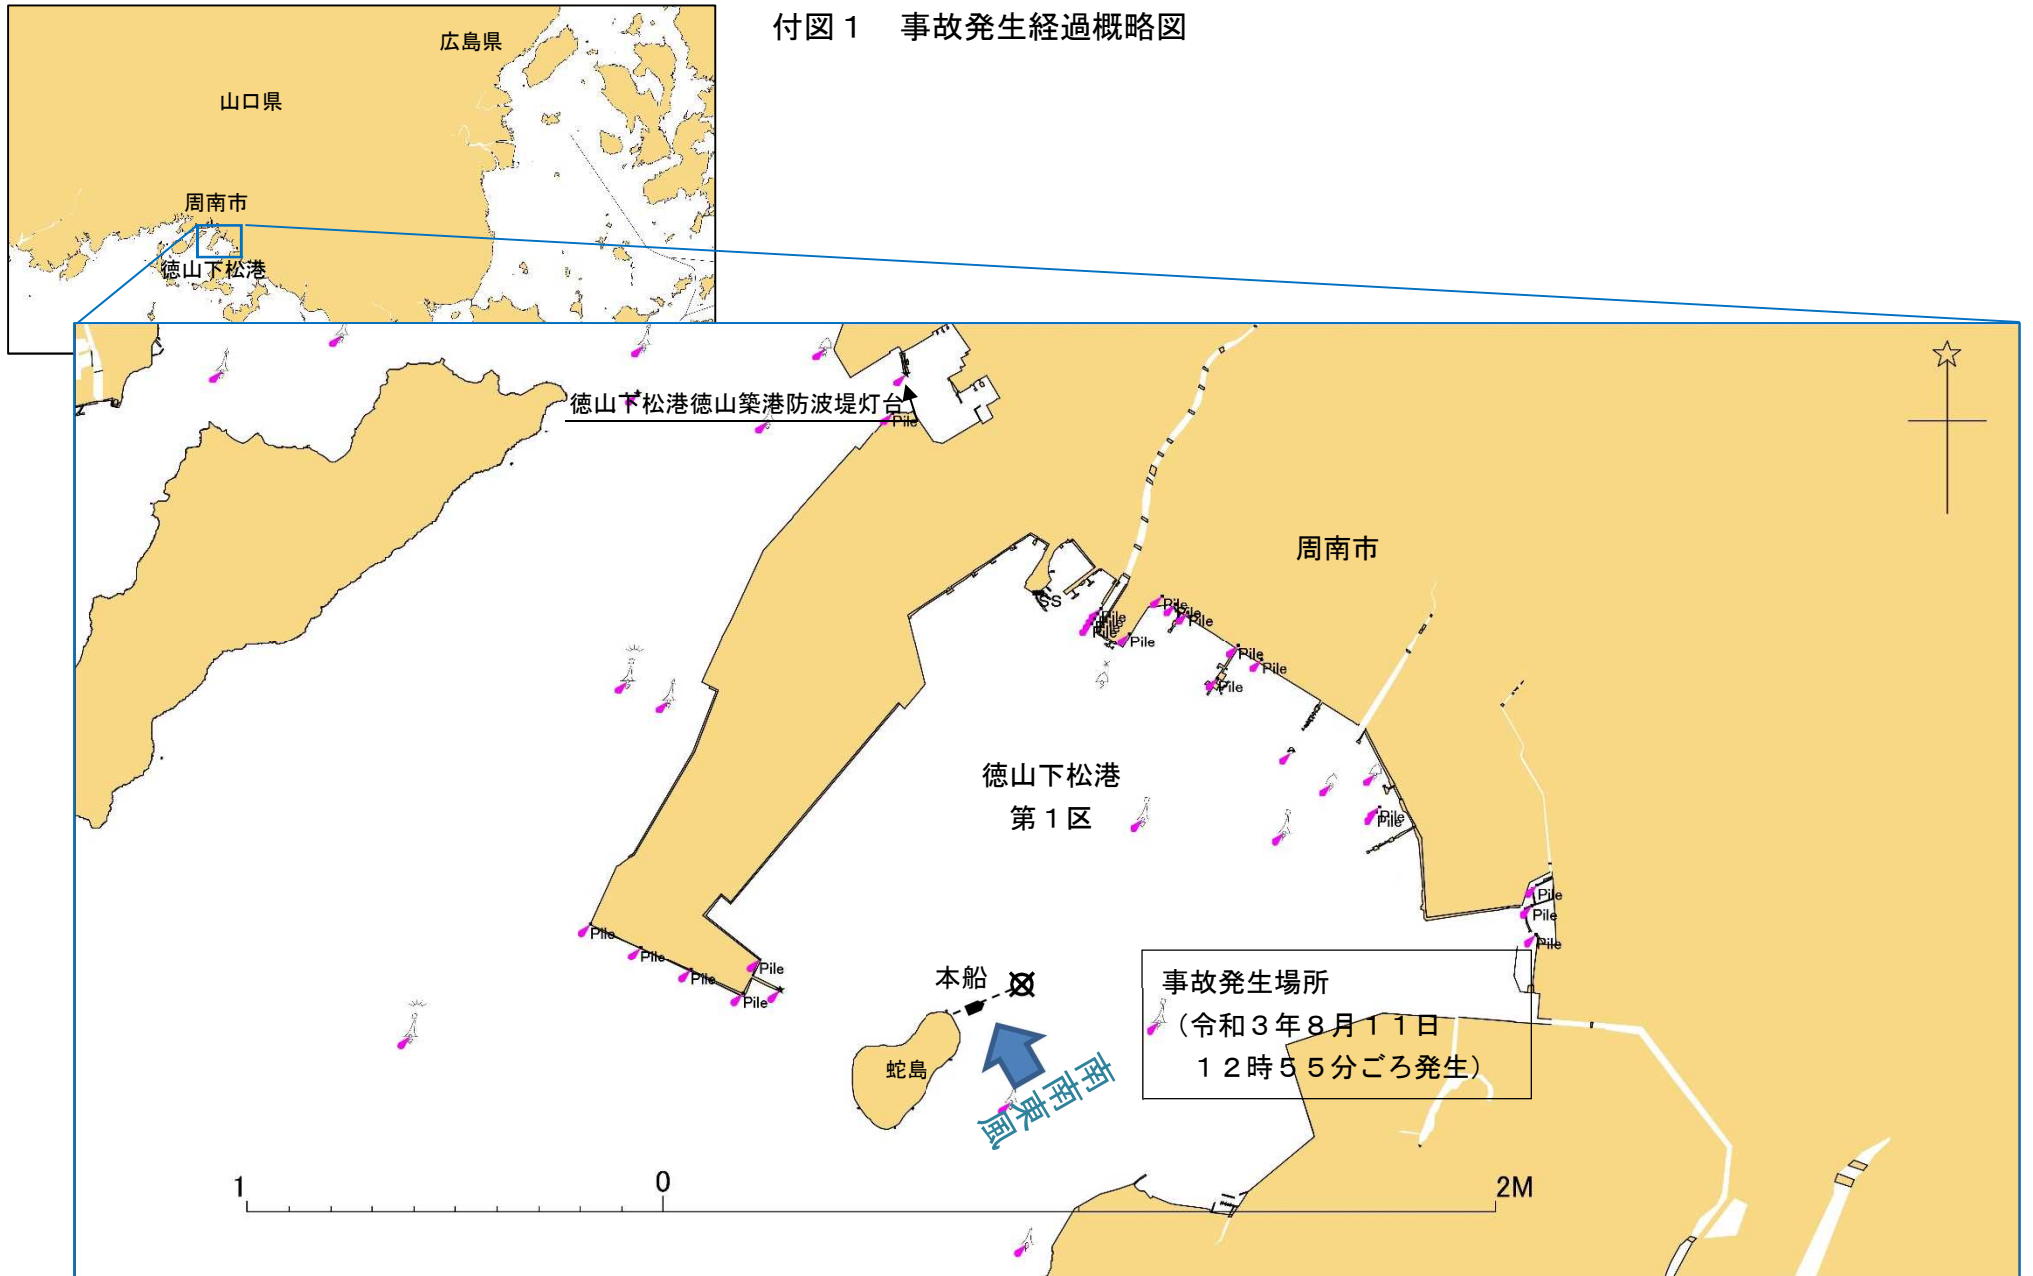 付図1 事故発生経過概略図
広島県
山口県
周南市
徳山下松港
徳山下松港徳山築港防波堤灯台
Pile
周南市
SS
Pile
Pile
Pile
Pile
Pile
Pile
Pile
Pile
Pile
Pile
徳山下松港
第1区
Pile
Pile
Pile
Pile
Pile
Pile
Pile
Pile
Pile
Pile
本船
事故発生場所
(令和3年8月11日
12時55分ごろ発生)
蛇島
南南東風
1
0
2M